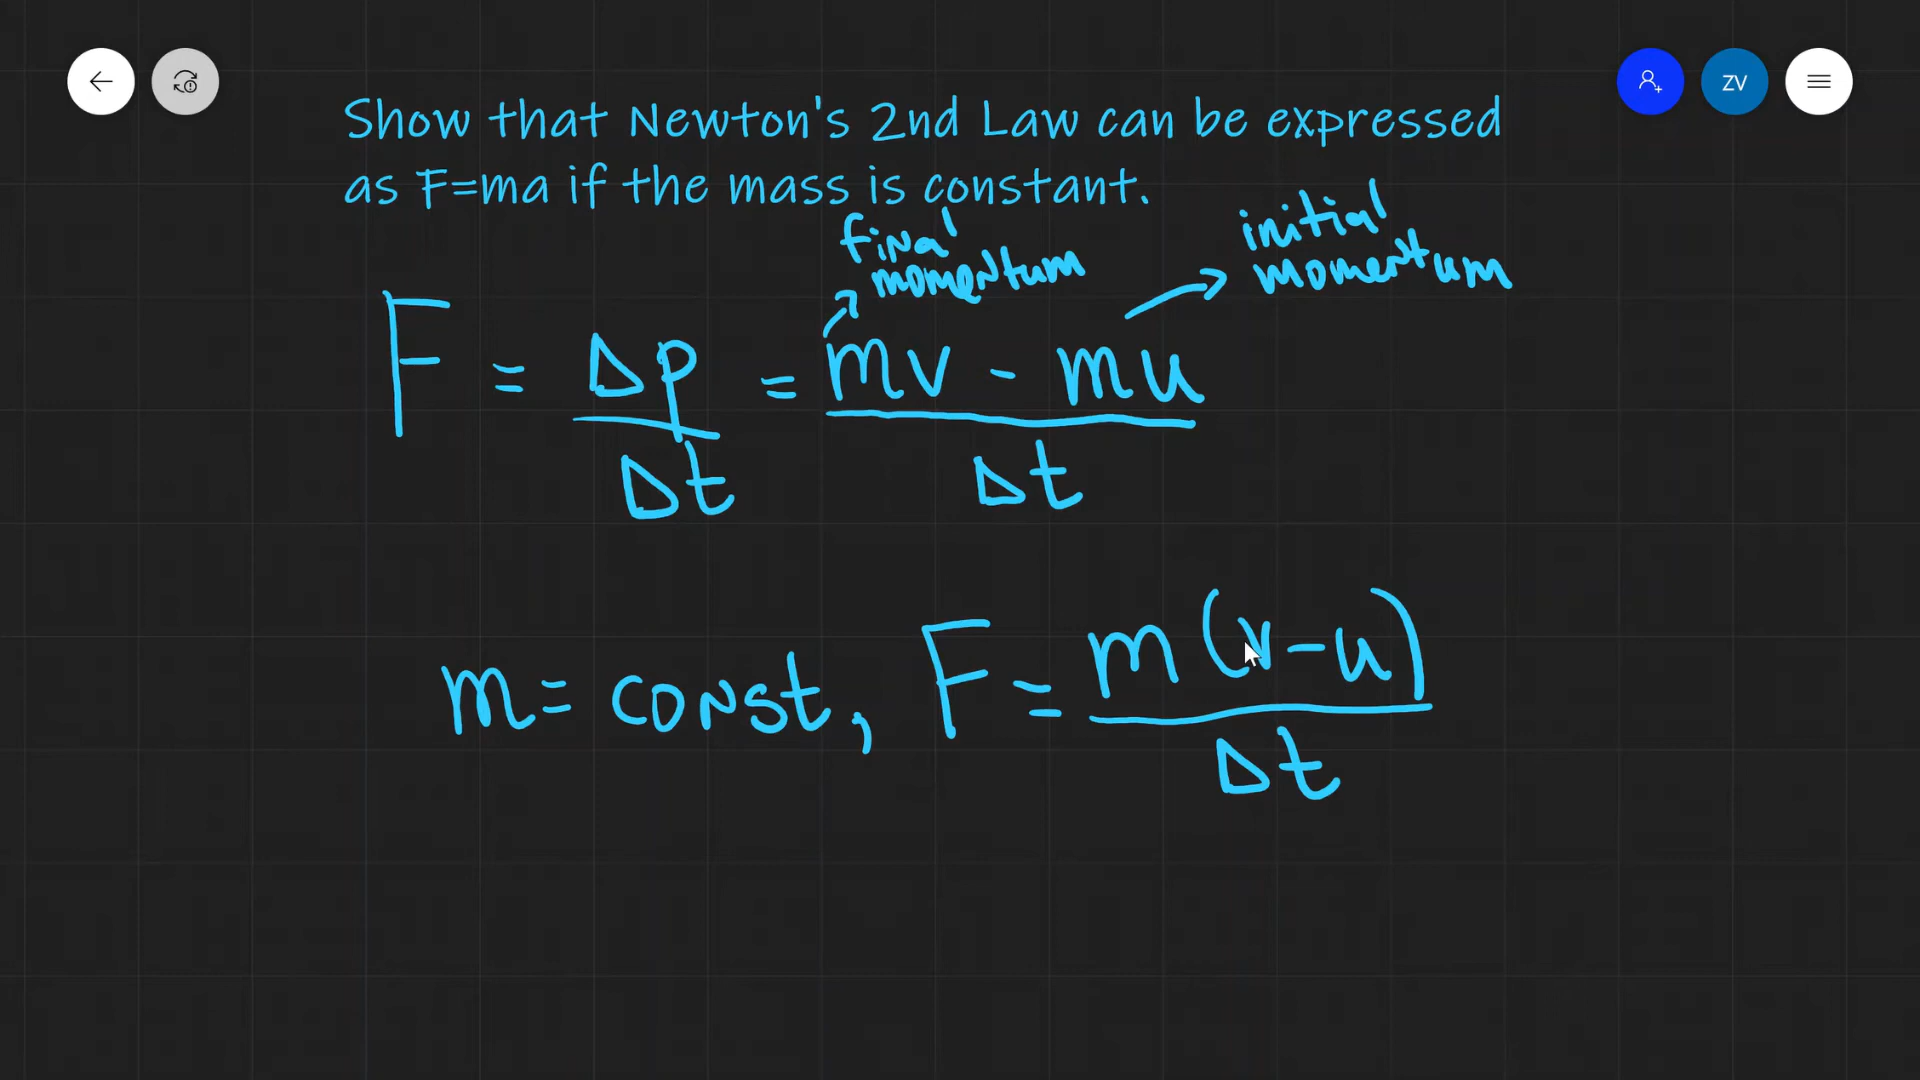 ZV
Show that Newton's 2nd Law can be expressed
as F=ma if the mass is constant.
final
momentum
initial
momentum
F = Δp/Δt = mv - mu/Δt
m = const, F = m(v-u)/Δt